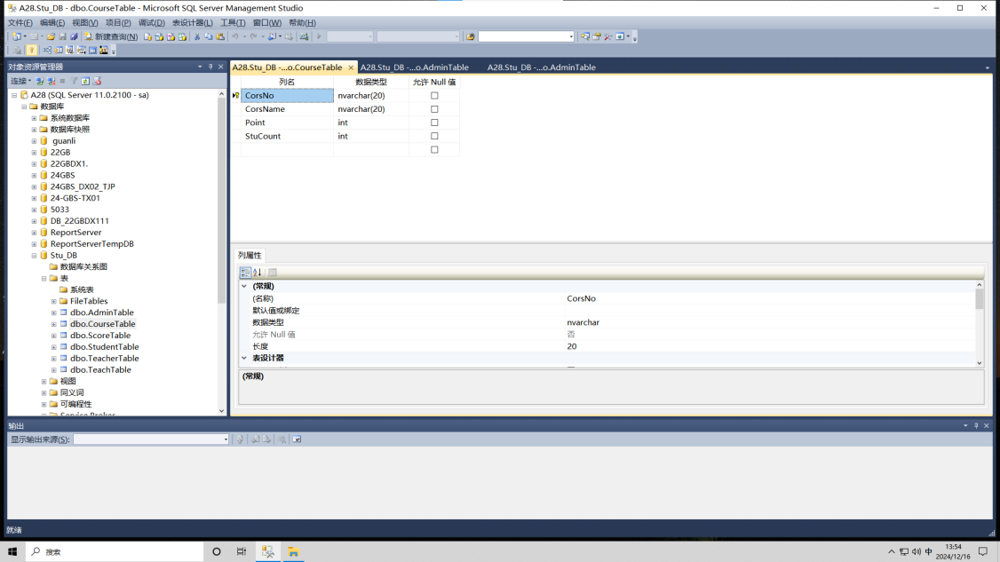 A28.Stu_DB - dbo.CourseTable - Microsoft SQL Server Management Studio
文件(F) 编辑(E) 视图(V) 项目(P) 调试(D) 表设计器(L) 工具(T) 窗口(W) 帮助(H)
新建查询(N)
对象资源管理器
连接
A28 (SQL Server 11.0.2100 - sa)
数据库
系统数据库
数据库快照
guanli
22GB
22GBDX1.
24GBS
24GBS_DX02_TJP
24-GBS-TX01
5033
DB_22GBDX111
ReportServer
ReportServerTempDB
Stu_DB
数据库关系图
表
系统表
FileTables
dbo.AdminTable
dbo.CourseTable
dbo.ScoreTable
dbo.StudentTable
dbo.TeacherTable
dbo.TeachTable
视图
同义词
可编程性
Service Broker
A28.Stu_DB -...o.CourseTable A28.Stu_DB -...o.AdminTable A28.Stu_DB -...o.AdminTable
列名 数据类型 允许 Null 值
CorsNo nvarchar(20)
CorsName nvarchar(20)
Point int
StuCount int
列属性
(常规)
(名称) CorsNo
默认值或绑定
数据类型 nvarchar
允许 Null 值 否
长度 20
表设计器
(常规)
输出
显示输出来源(S):
就绪
搜索
中
13:54
2024/12/16